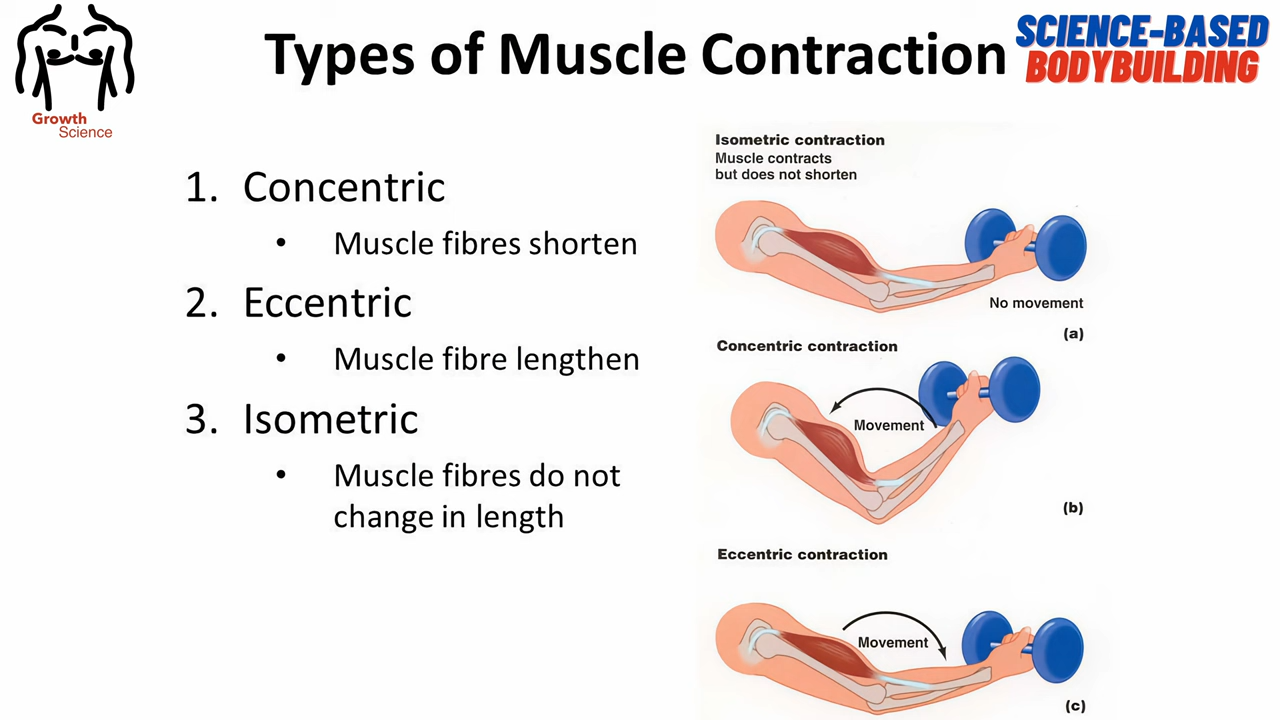 Types of Muscle Contraction
SCIENCE-BASED
BODYBUILDING
Growth
Science
1. Concentric
• Muscle fibres shorten
2. Eccentric
• Muscle fibre lengthen
3. Isometric
• Muscle fibres do not
change in length
Isometric contraction
Muscle contracts
but does not shorten
No movement
(a)
Concentric contraction
Movement
(b)
Eccentric contraction
Movement
(c)